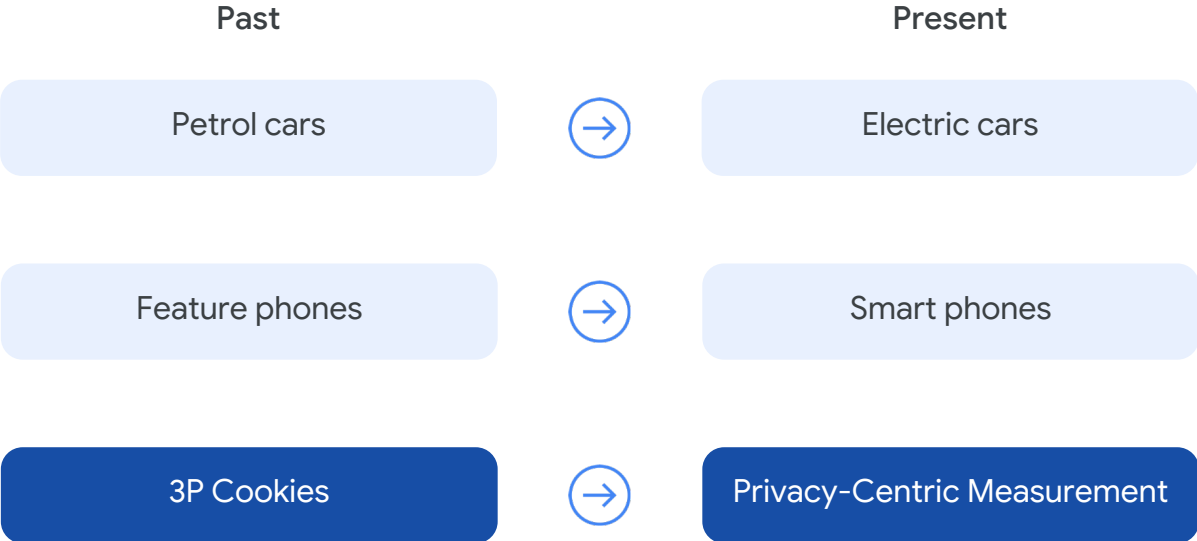 Past
Present
Petrol cars
Electric cars
Feature phones
Smart phones
3P Cookies
Privacy-Centric Measurement